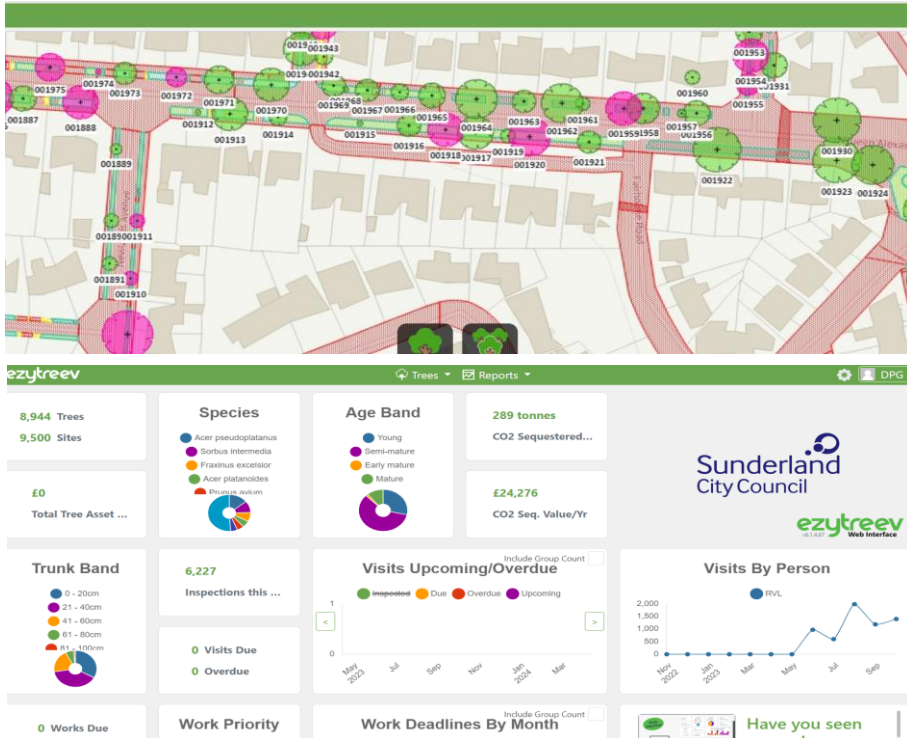 001943
001953
001942
001975
001974
001973
001972
001971
001970
001969
001968
001967
001966
001965
001964
001963
001962
001961
001960
001954
001931
001955
001887
001888
001912
001913
001914
001915
001959
001958
001957
001956
001889
001916
001918
001917
001919
001920
001921
001922
001930
001923
001924
001911
001891
001910
ezytreev
Trees
Reports
DPG
8,944 Trees
9,500 Sites
Species
Acer pseudoplatanus
Sorbus intermedia
Fraxinus excelsior
Acer platanoides
Prunus avium
Age Band
Young
Semi-mature
Early mature
Mature
289 tonnes
CO2 Sequestered...
£0
Total Tree Asset ...
£24,276
CO2 Seq. Value/Yr
Sunderland
City Council
ezytreev
Web Interface
Trunk Band
0 - 20cm
21 - 40cm
41 - 60cm
61 - 80cm
81 - 100cm
6,227
Inspections this ...
0 Visits Due
0 Overdue
Include Group Count
Visits Upcoming/Overdue
Inspected Due Overdue Upcoming
1
<
>
0
May 2023 Jul Sep Nov Jan 2024 Mar
Visits By Person
RVL
2,000
1,500
1,000
500
0
Nov 2022 Jan 2023 Mar May Jul Sep
0 Works Due
Work Priority
Include Group Count
Work Deadlines By Month
Have you seen